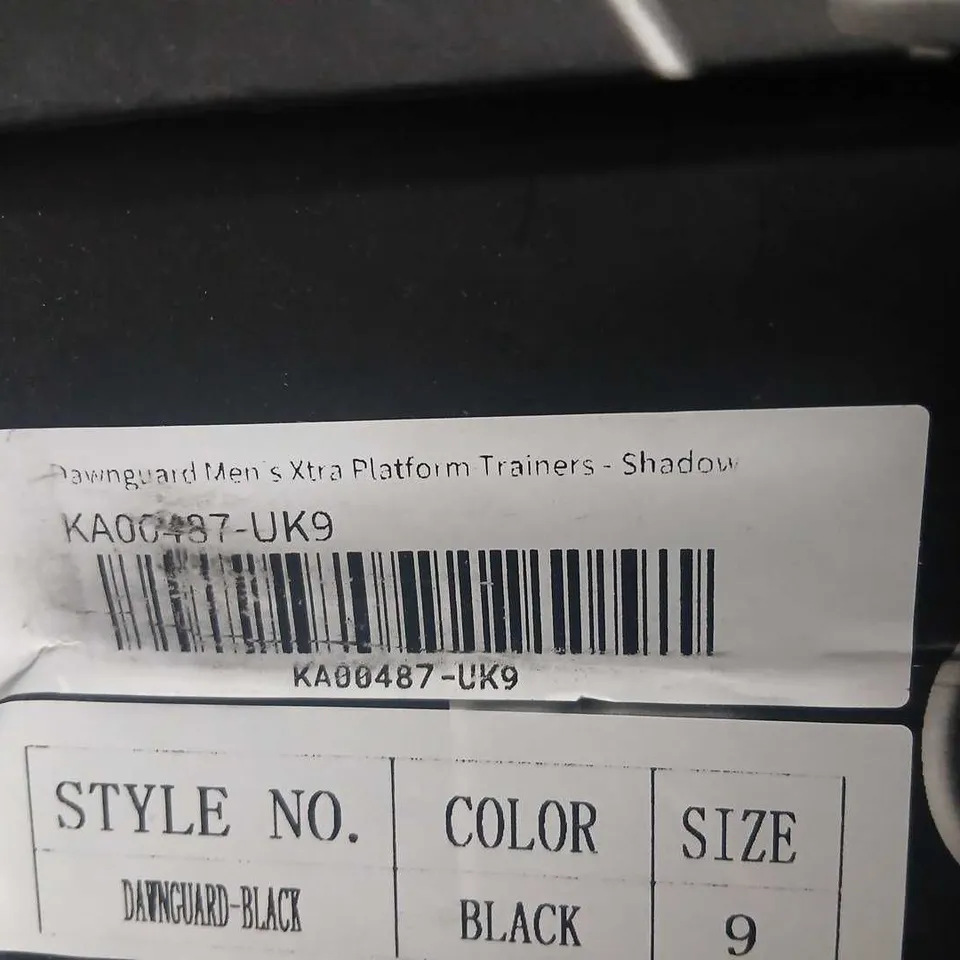 Dawnguard Men's Xtra Platform Trainers - Shadow
KA00487-UK9
KA00487-UK9
STYLE NO. COLOR SIZE
DAWNGUARD-BLACK BLACK 9